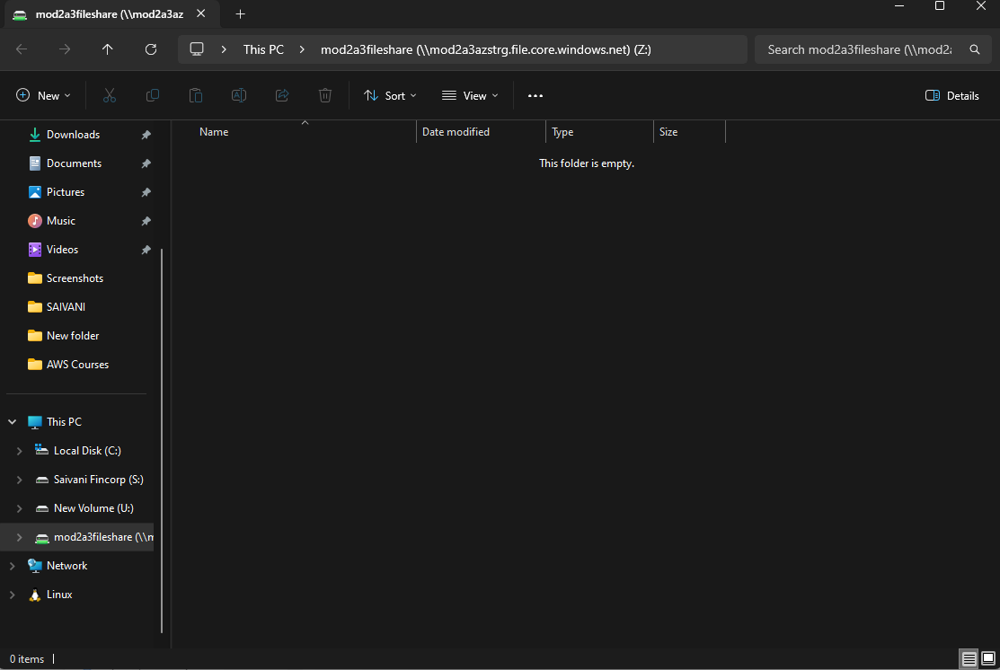 mod2a3fileshare (\\mod2a3az
This PC
mod2a3fileshare (\\mod2a3azstrg.file.core.windows.net) (Z:)
Search mod2a3fileshare (\\mod2a
New
Sort
View
Details
Name
Date modified
Type
Size
This folder is empty.
Downloads
Documents
Pictures
Music
Videos
Screenshots
SAIVANI
New folder
AWS Courses
This PC
Local Disk (C:)
Saivani Fincorp (S:)
New Volume (U:)
mod2a3fileshare (\\m
Network
Linux
0 items